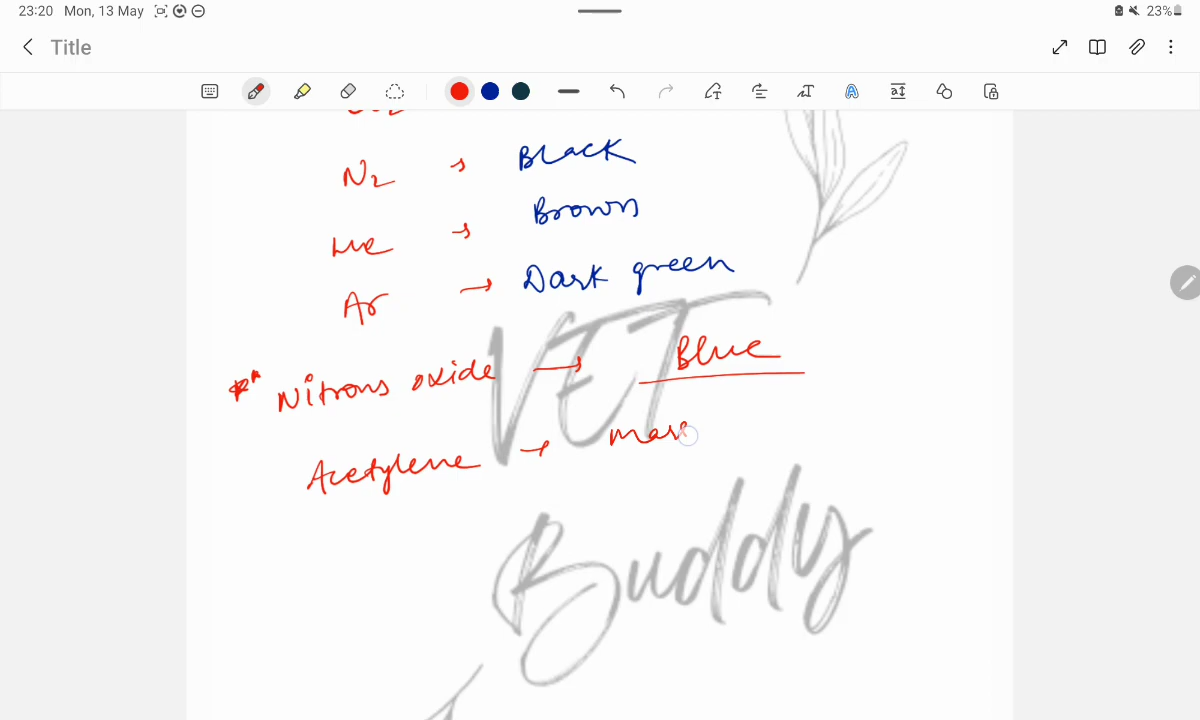 23:20 Mon, 13 May 23%
Title
N2 → Black
He → Brown
Ar → Dark green
** Nitrous oxide → Blue
Acetylene → mar
VET
Buddy